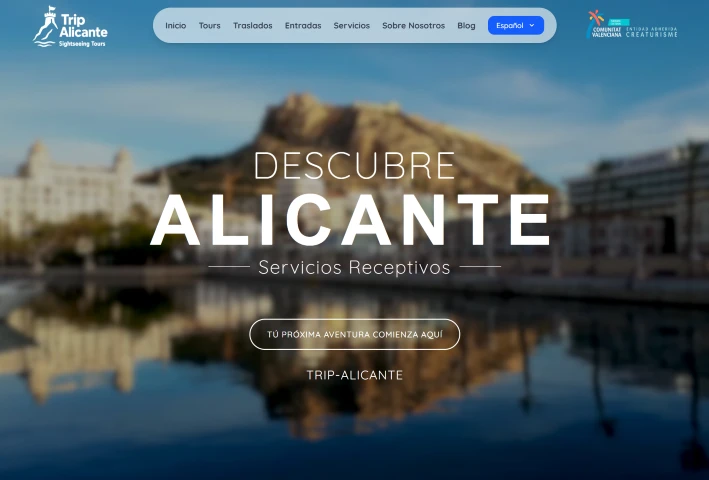 Trip
Alicante
Sightseeing Tours
Inicio Tours Traslados Entradas Servicios Sobre Nosotros Blog Español
COMUNITAT
VALENCIANA
ENTIDAD ADHERIDA
CREATURISME
DESCUBRE
ALICANTE
Servicios Receptivos
TÚ PRÓXIMA AVENTURA COMIENZA AQUÍ
TRIP-ALICANTE